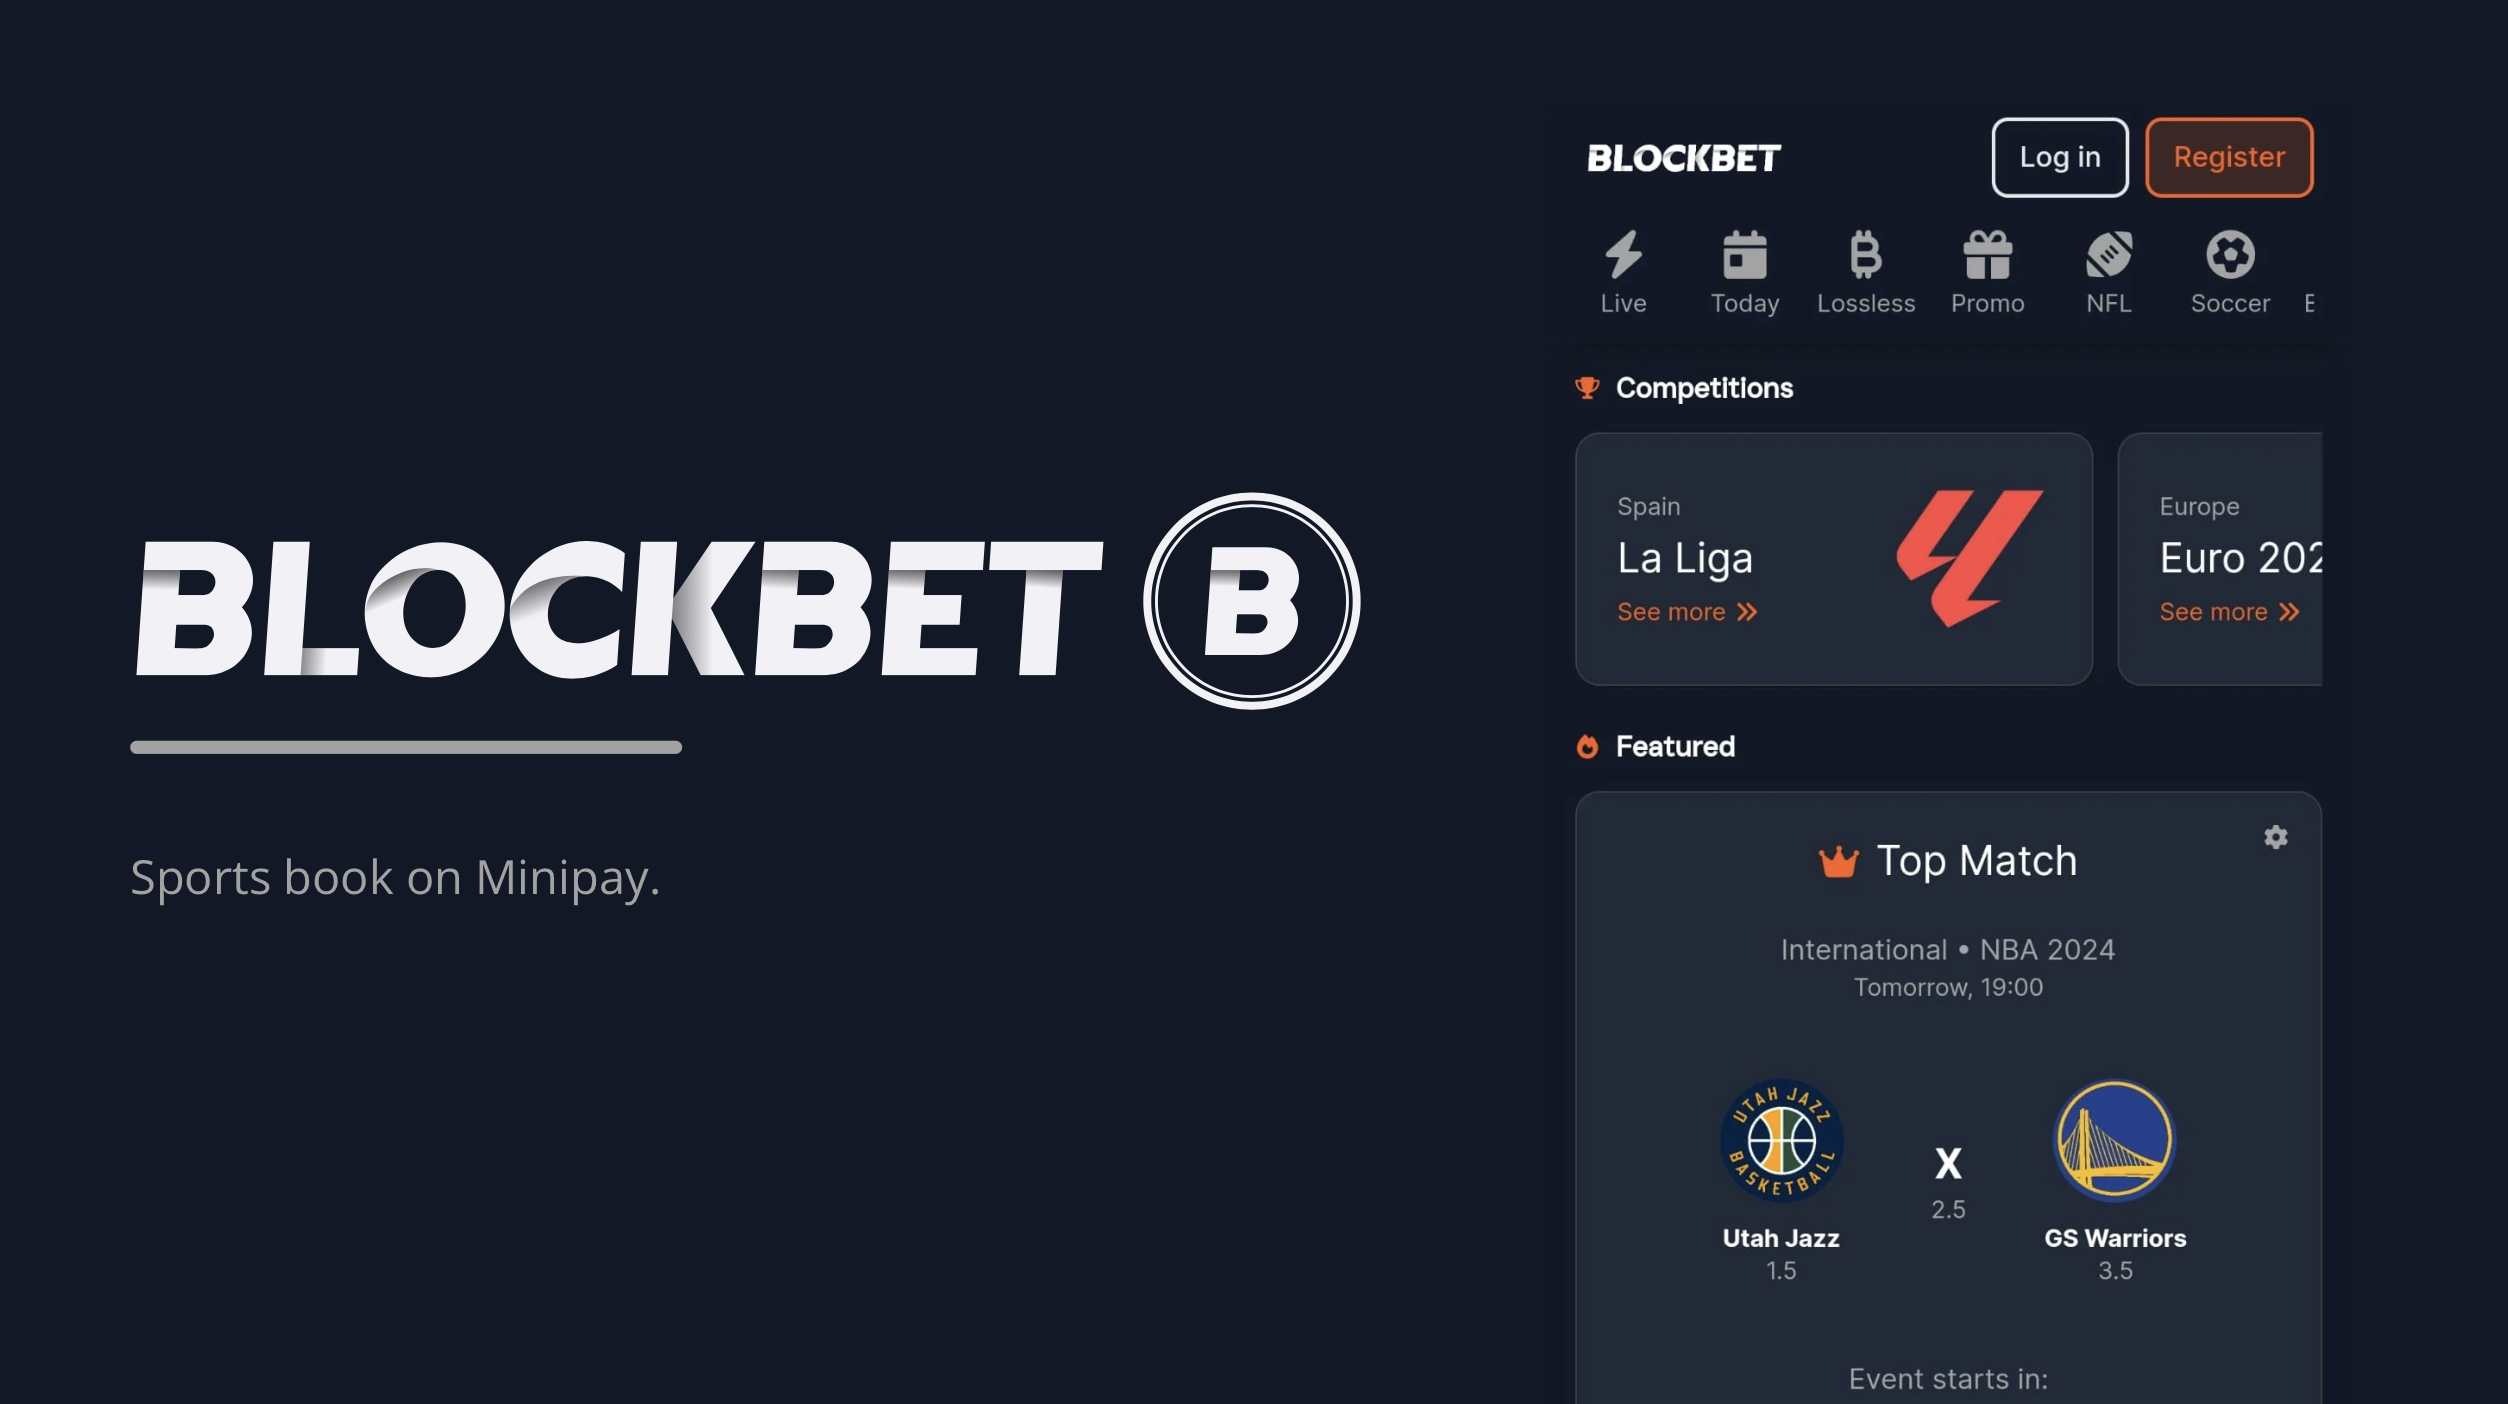 BLOCKBET B
Sports book on Minipay.
BLOCKBET
Log in
Register
Live
Today
Lossless
Promo
NFL
Soccer
E
Competitions
Spain
La Liga
See more
Europe
Euro 202
See more
Featured
Top Match
International • NBA 2024
Tomorrow, 19:00
UTAH JAZZ
BASKETBALL
X
2.5
Utah Jazz
1.5
GS Warriors
3.5
Event starts in: